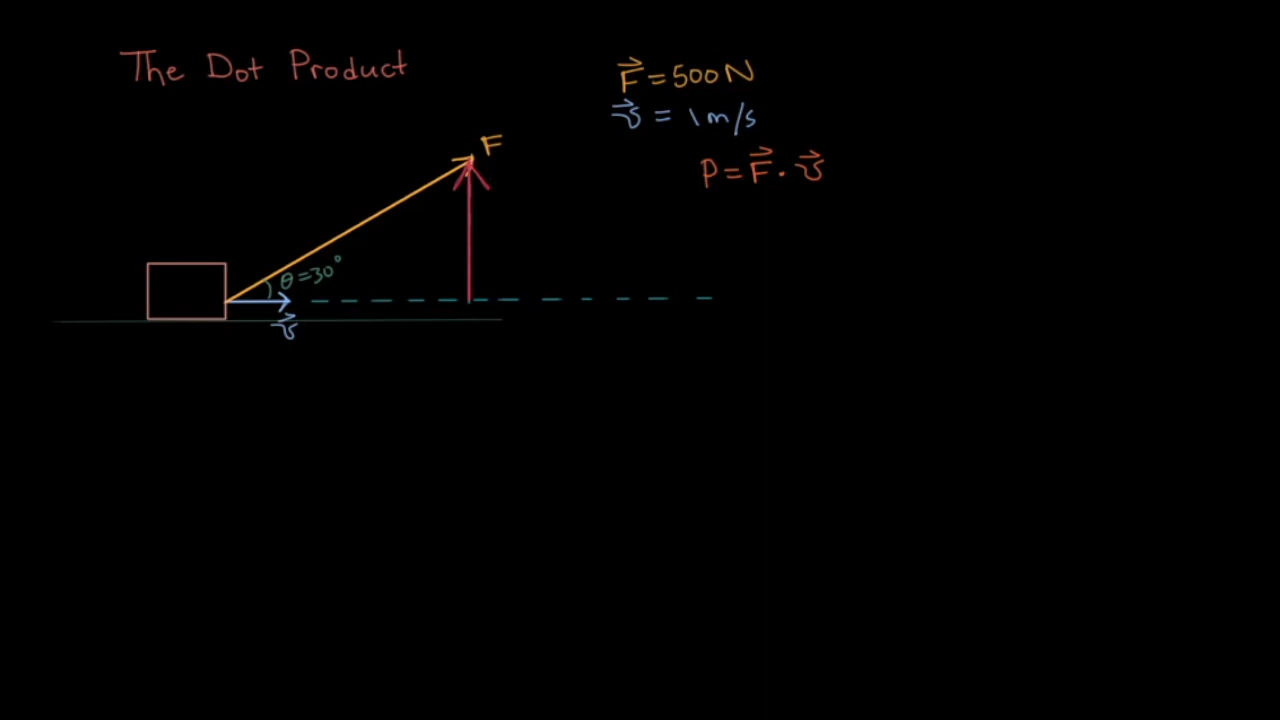 The Dot Product
F⃗ = 500 N
v⃗ = 1 m/s
P = F⃗ · v⃗
F
θ = 30°
v⃗